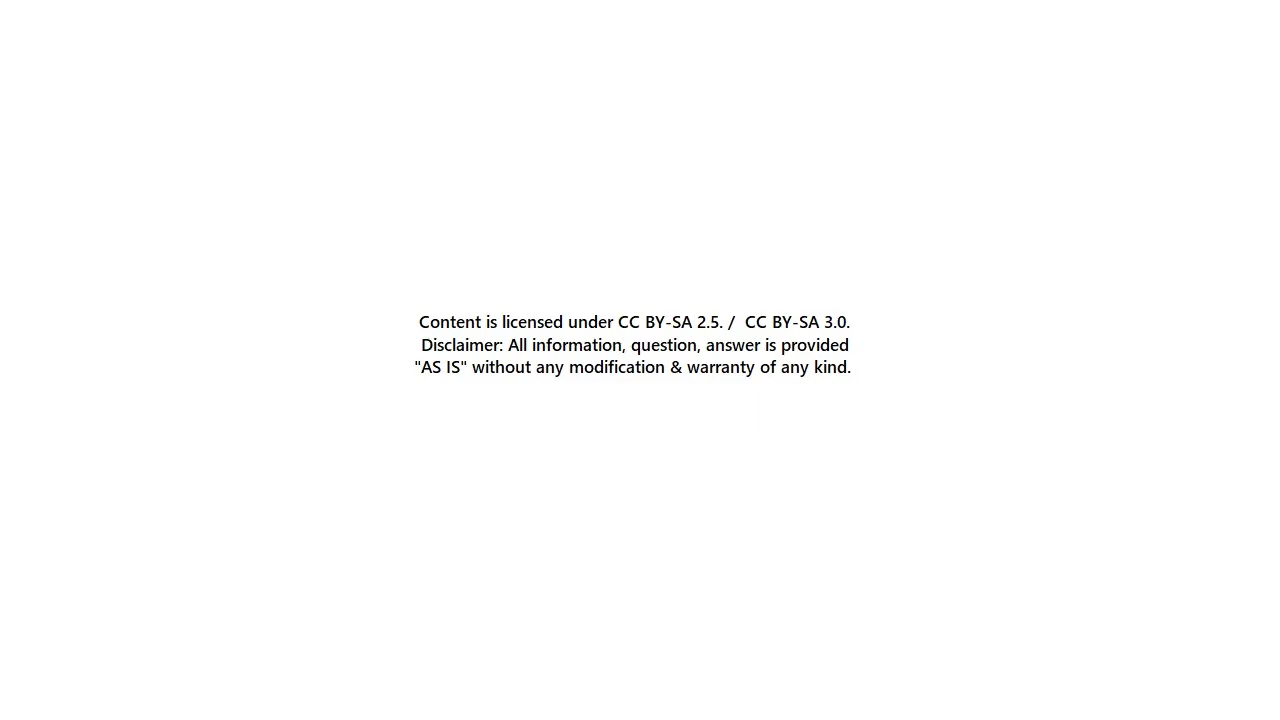 Content is licensed under CC BY-SA 2.5. /  CC BY-SA 3.0.
Disclaimer: All information, question, answer is provided
"AS IS" without any modification & warranty of any kind.